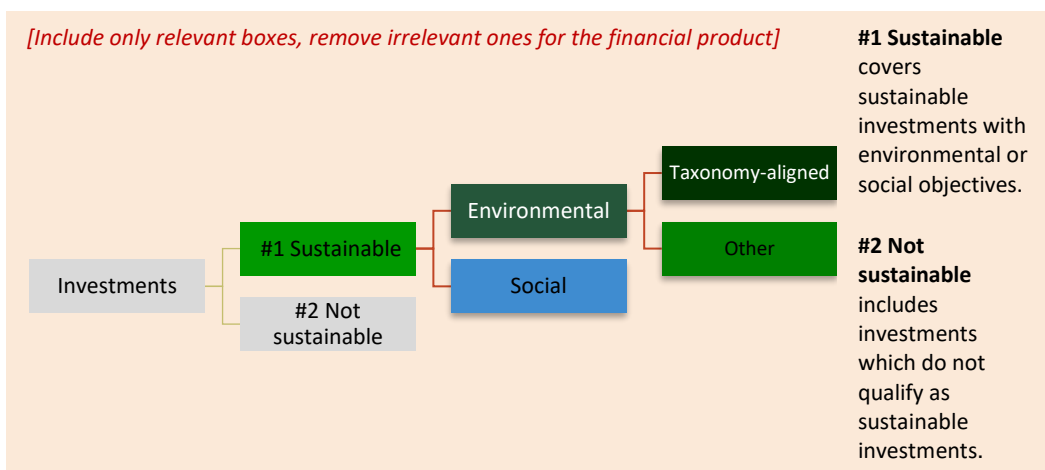 [Include only relevant boxes, remove irrelevant ones for the financial product]
Investments
#1 Sustainable
#2 Not
sustainable
Environmental
Social
Taxonomy-aligned
Other
#1 Sustainable
covers
sustainable
investments with
environmental or
social objectives.
#2 Not
sustainable
includes
investments
which do not
qualify as
sustainable
investments.